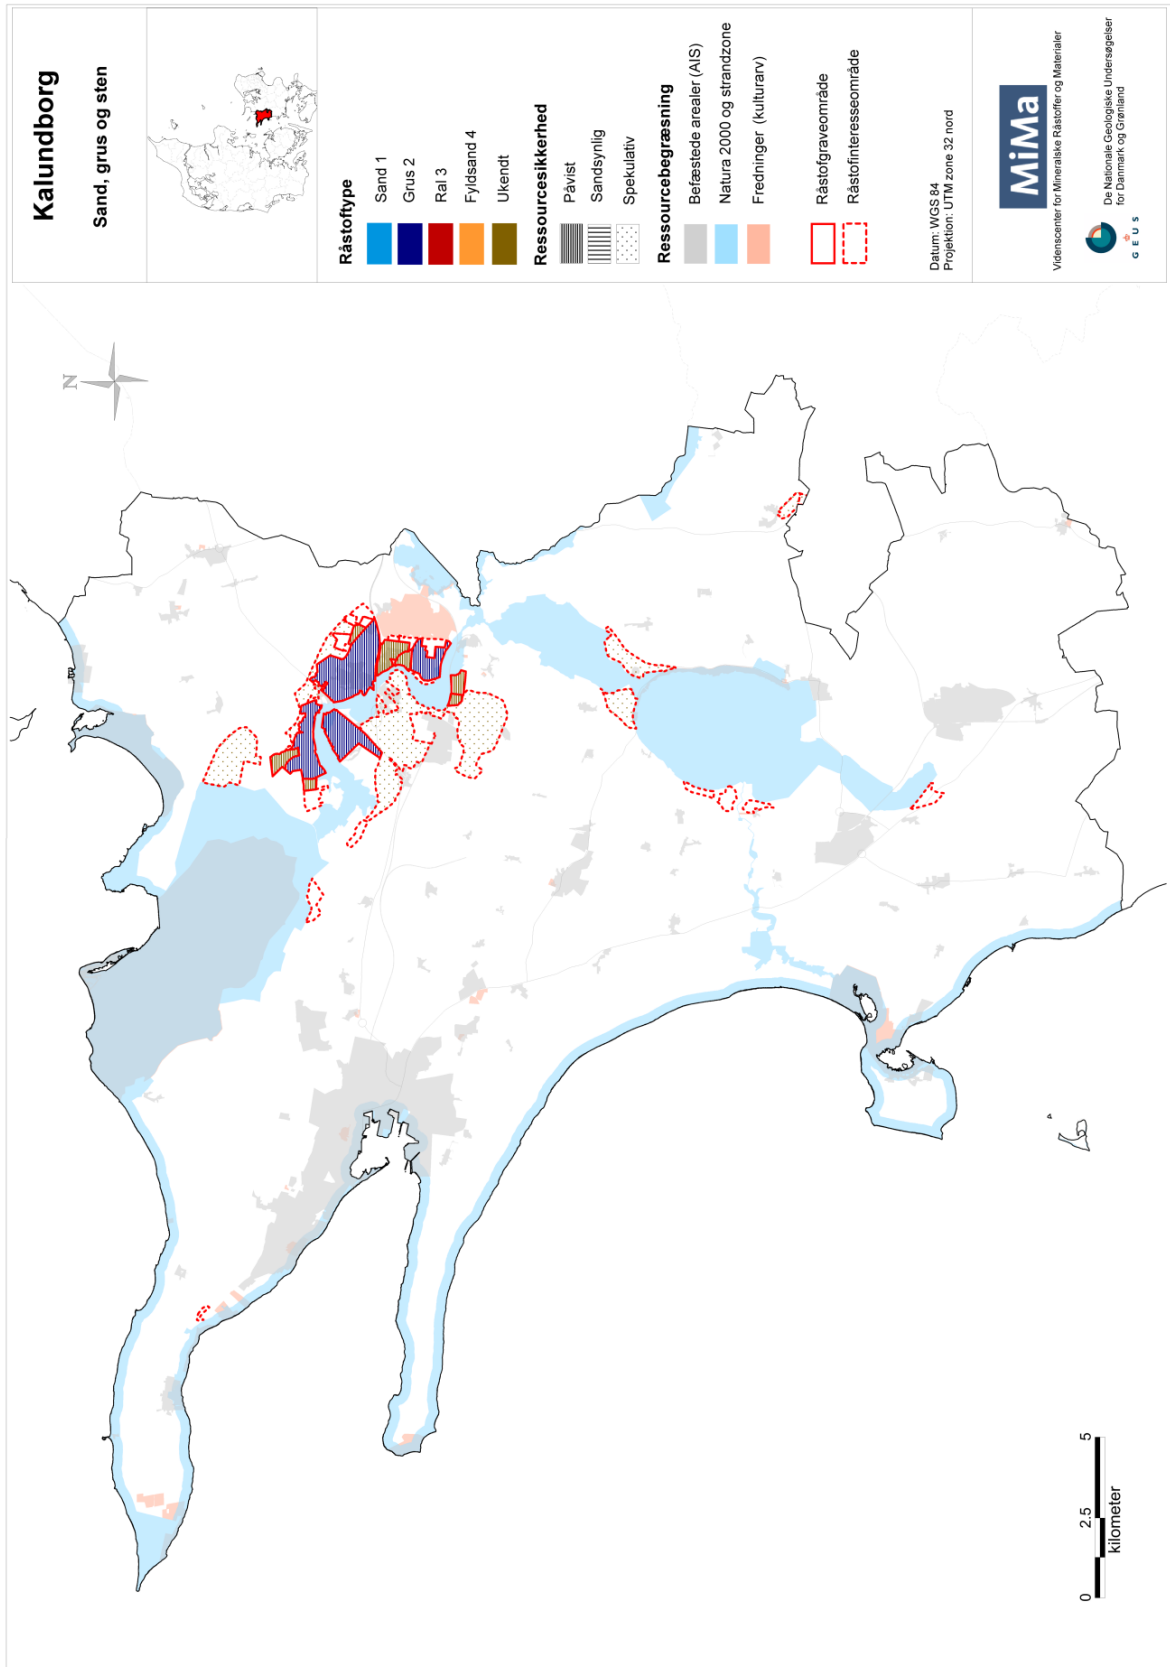 Kalundborg
Sand, grus og sten
Råstoftype
Sand 1
Grus 2
Ral 3
Fyldsand 4
Ukendt
Ressourcesikkerhed
Påvist
Sandsynlig
Spekulativ
Ressourcebegræsning
Befæstede arealer (AIS)
Natura 2000 og strandzone
Fredninger (kulturarv)
Råstofgraveområde
Råstofinteresseområde
Datum: WGS 84
Projektion: UTM zone 32 nord
MiMa
Videnscenter for Mineralske Råstoffer og Materialer
G E U S
De Nationale Geologiske Undersøgelser
for Danmark og Grønland
N
0 2.5 5
kilometer